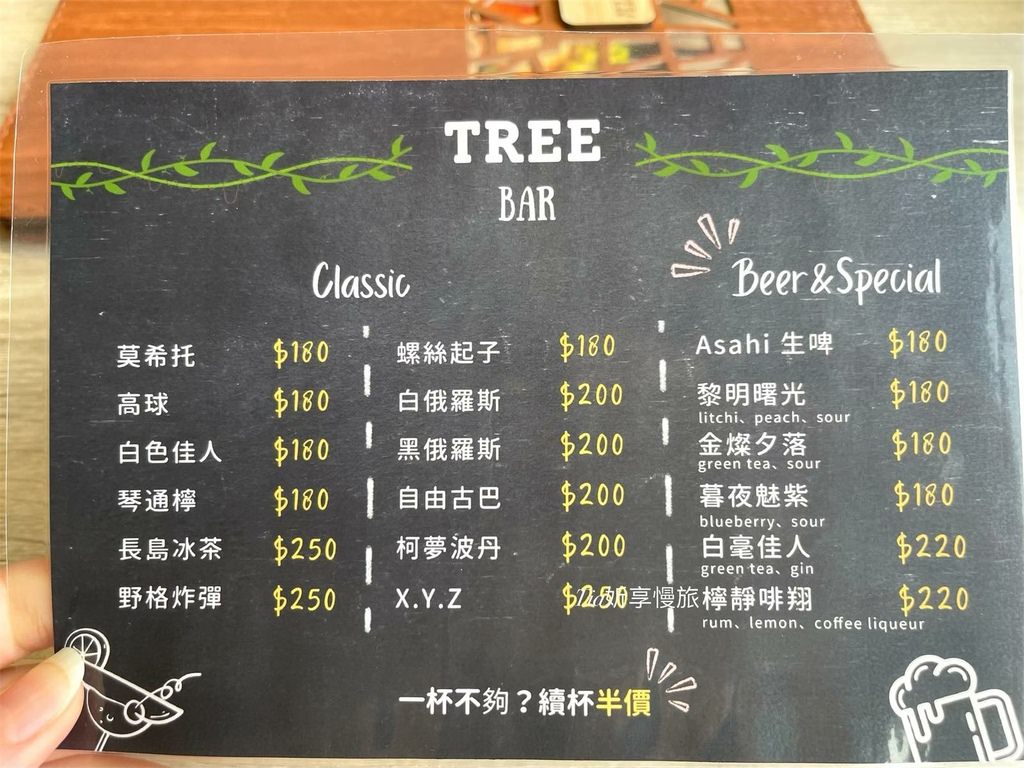 TREE
BAR
Classic
莫希托 $180
高球 $180
白色佳人 $180
琴通檸 $180
長島冰茶 $250
野格炸彈 $250
螺絲起子 $180
白俄羅斯 $200
黑俄羅斯 $200
自由古巴 $200
柯夢波丹 $200
X.Y.Z
享慢旅
Beer&Special
Asahi 生啤 $180
黎明曙光 $180
litchi、peach、sour
金燦夕落 $180
green tea、sour
暮夜魅紫 $180
blueberry、sour
白毫佳人 $220
green tea、gin
檸靜啡翔 $220
rum、lemon、coffee liqueur
一杯不夠？續杯半價